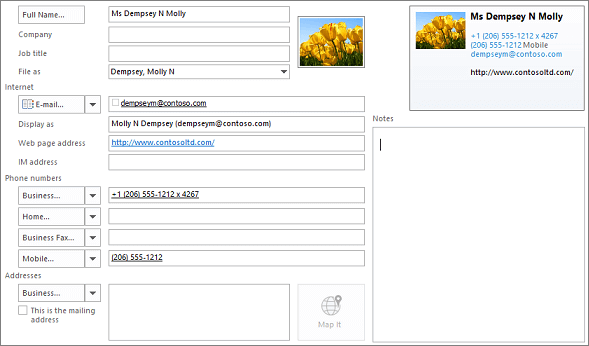 Full Name... Ms Dempsey N Molly
Company
Job title
File as Dempsey, Molly N
Internet
E-mail... dempseym@contoso.com
Display as Molly N Dempsey (dempseym@contoso.com)
Web page address http://www.contosoltd.com/
IM address
Phone numbers
Business... +1 (206) 555-1212 x 4267
Home...
Business Fax...
Mobile... (206) 555-1212
Addresses
Business...
This is the mailing
address
Map It
Ms Dempsey N Molly
+1 (206) 555-1212 x 4267
(206) 555-1212 Mobile
dempseym@contoso.com
http://www.contosoltd.com/
Notes